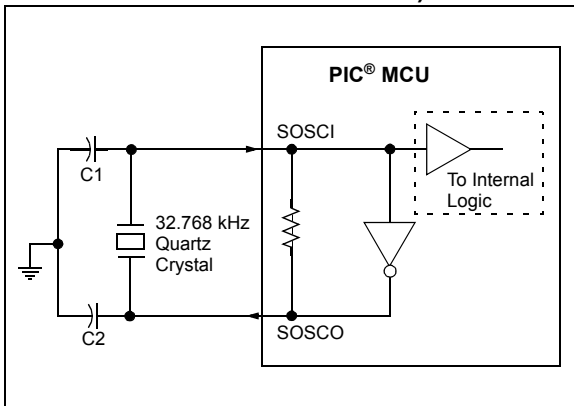 PIC® MCU
SOSCI
C1
To Internal
Logic
32.768 kHz
Quartz
Crystal
SOSCO
C2